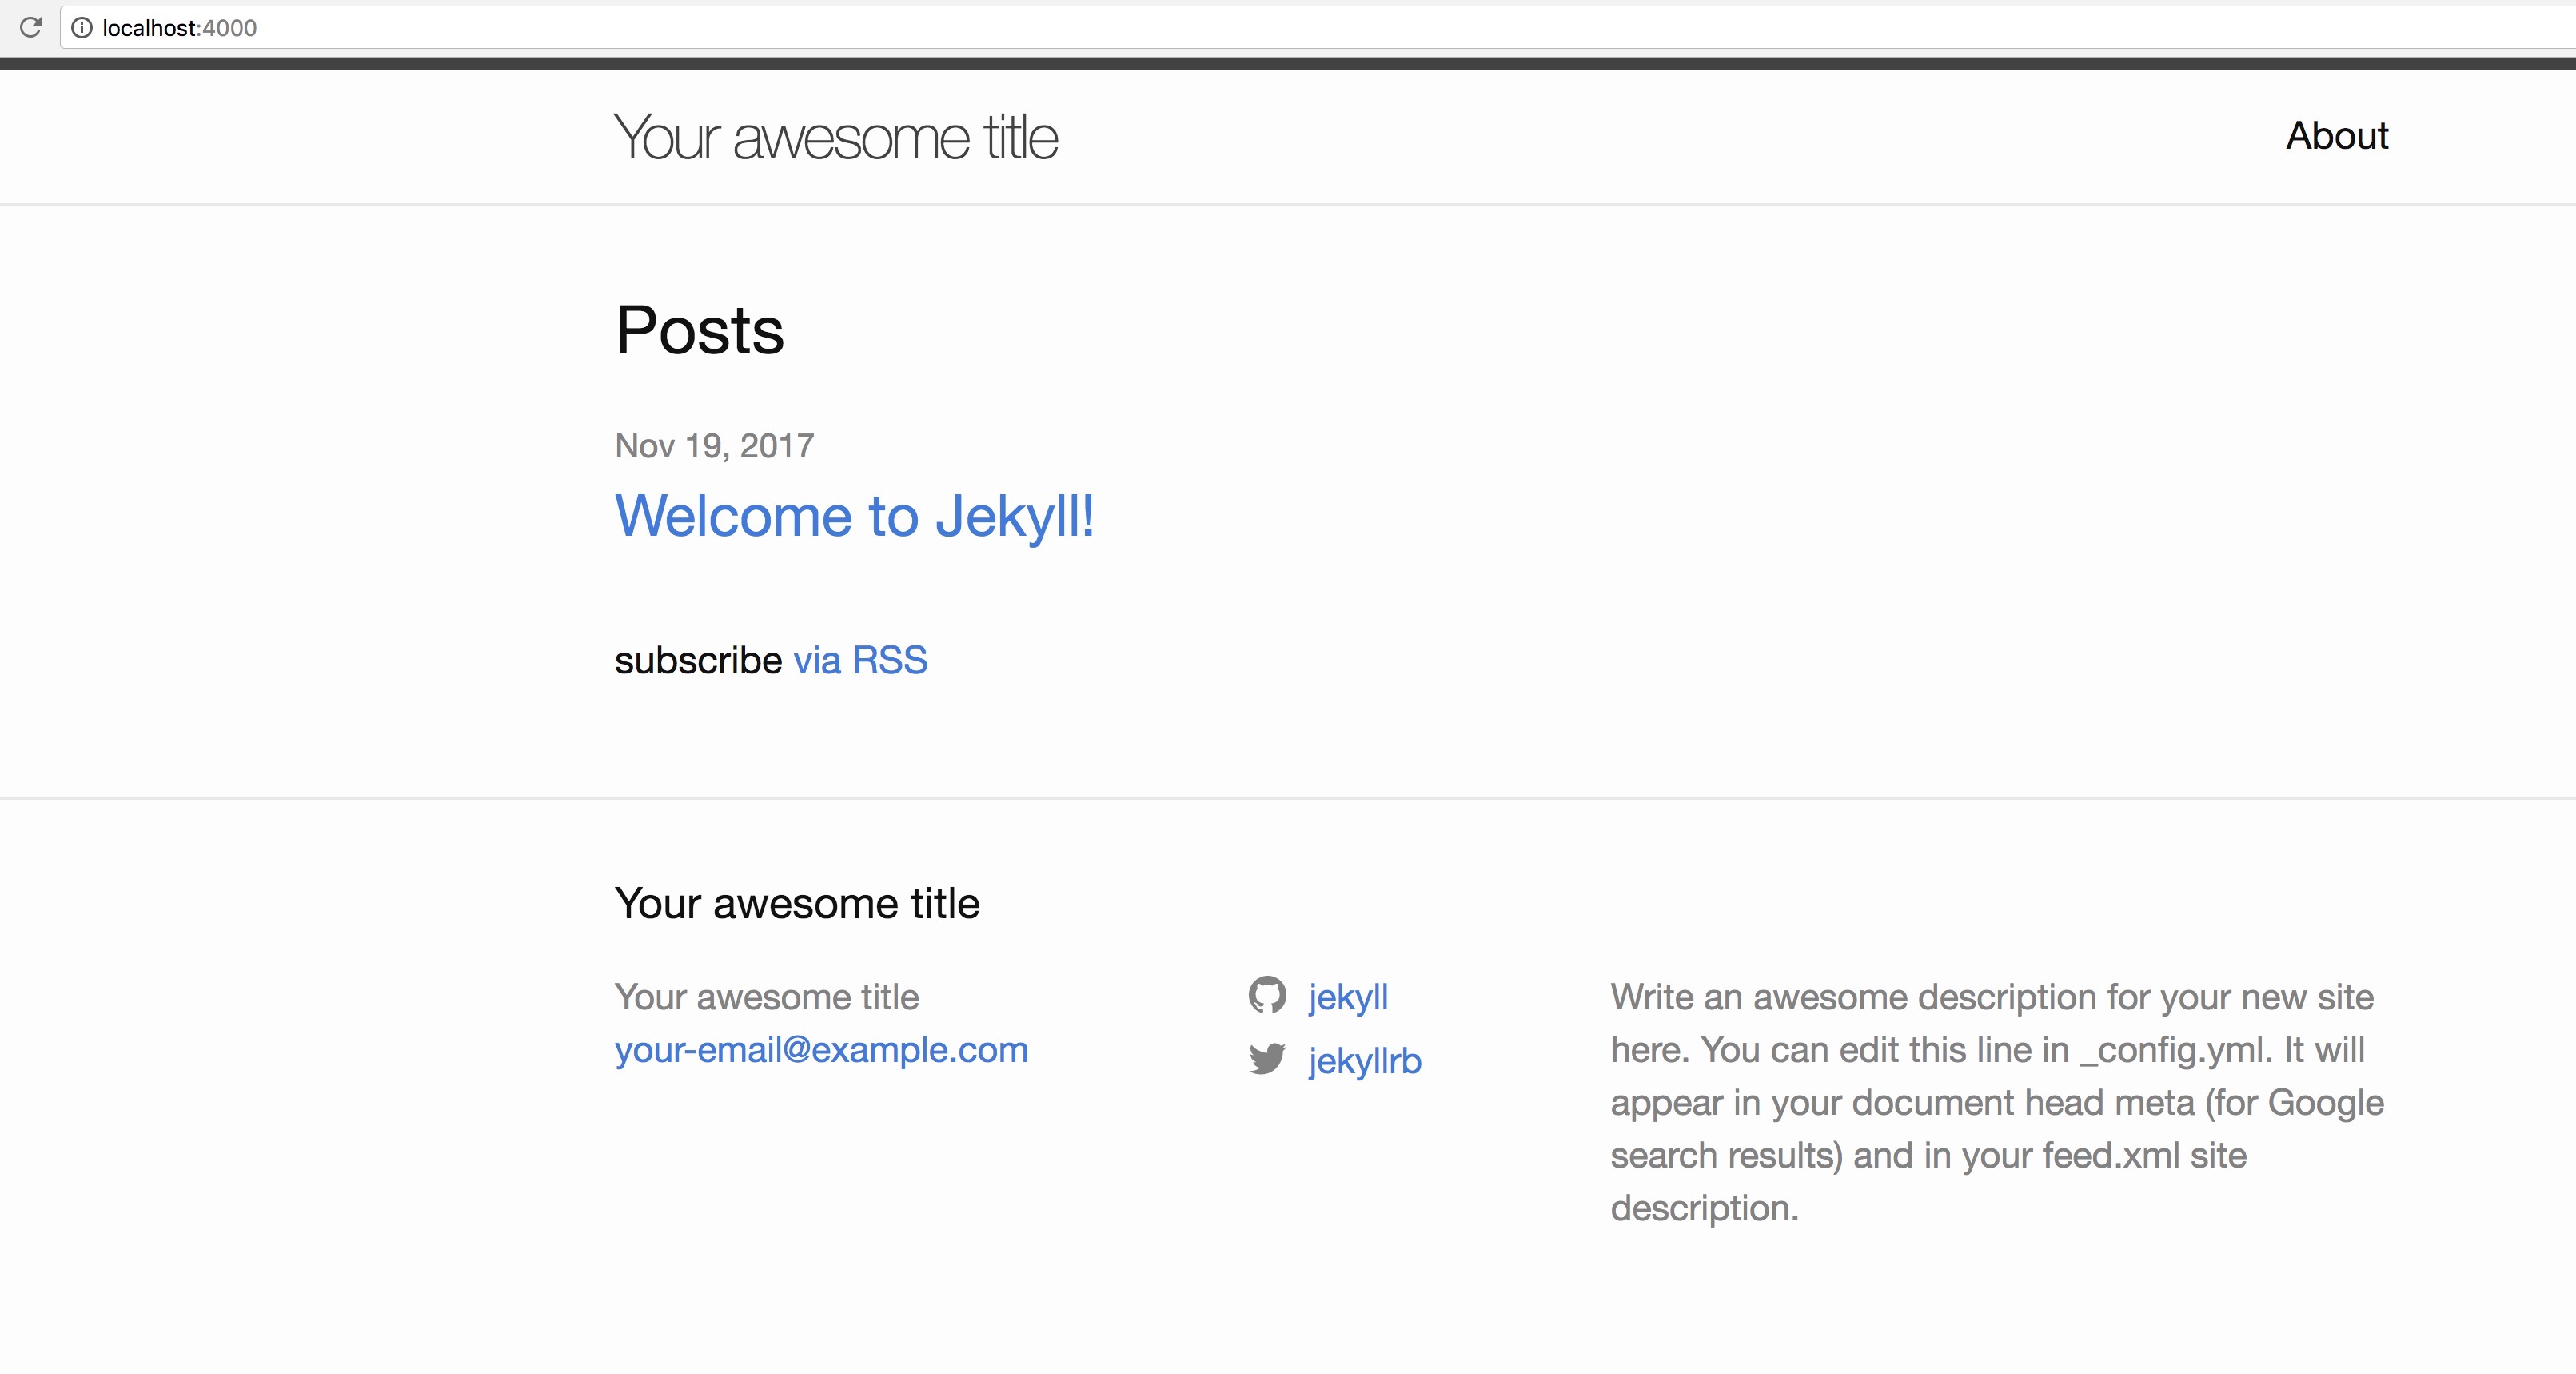 localhost:4000
Your awesome title
About
Posts
Nov 19, 2017
Welcome to Jekyll!
subscribe via RSS
Your awesome title
Your awesome title
your-email@example.com
jekyll
jekyllrb
Write an awesome description for your new site
here. You can edit this line in _config.yml. It will
appear in your document head meta (for Google
search results) and in your feed.xml site
description.